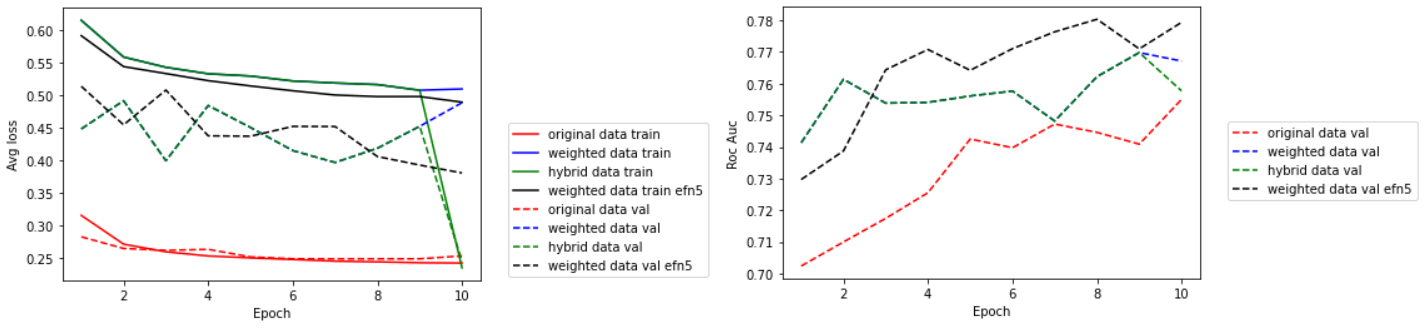 0.60
0.55
0.50
0.45
0.40
0.35
0.30
0.25
Avg loss
2
4
6
8
10
Epoch
original data train
weighted data train
hybrid data train
weighted data train efn5
original data val
weighted data val
hybrid data val
weighted data val efn5
0.78
0.77
0.76
0.75
0.74
0.73
0.72
0.71
0.70
Roc Auc
2
4
6
8
10
Epoch
original data val
weighted data val
hybrid data val
weighted data val efn5